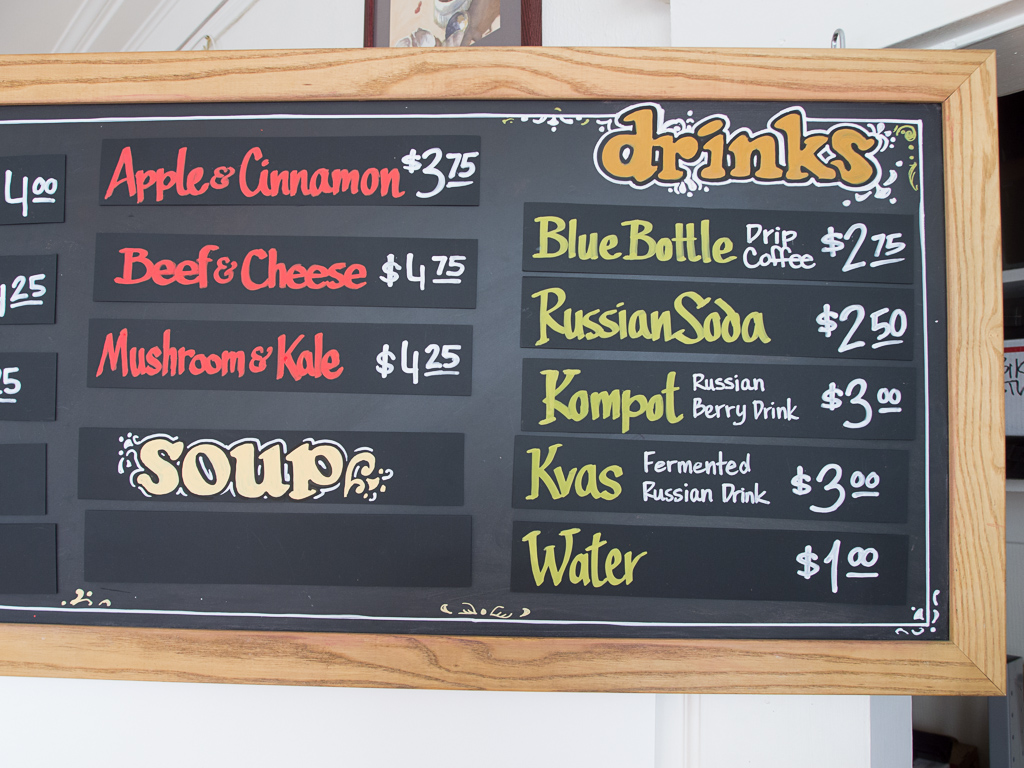 4.00
.25
5
Apple & Cinnamon $3.75
Beef & Cheese $4.75
Mushroom & Kale $4.25
soup
drinks
Blue Bottle Drip Coffee $2.75
Russian Soda $2.50
Kompot Russian Berry Drink $3.00
Kvas Fermented Russian Drink $3.00
Water $1.00